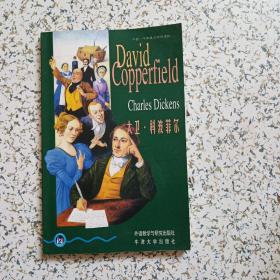 David
Copperfield
Charles Dickens
大卫·科波菲尔
外语教学与研究出版社
牛津大学出版社